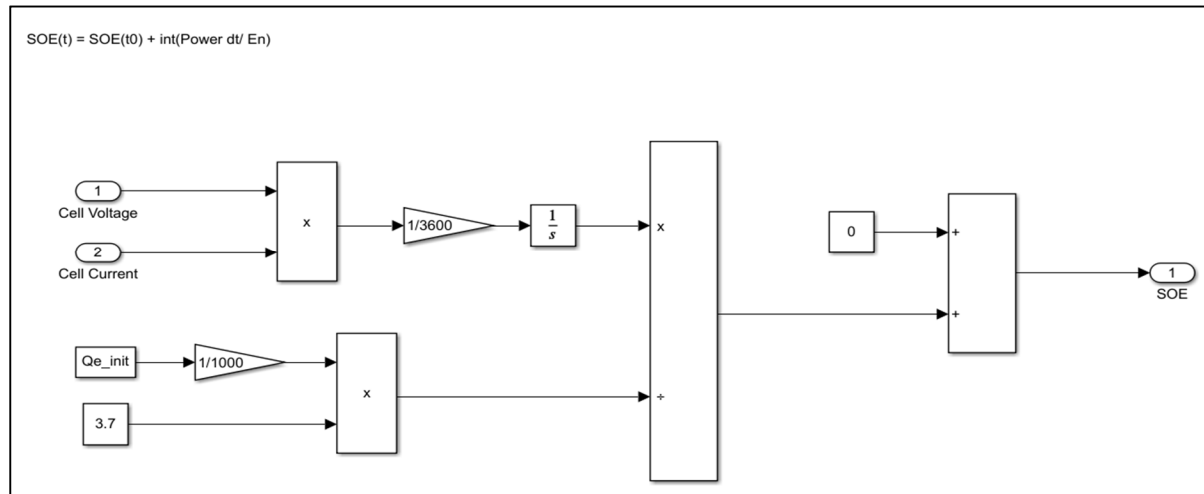 SOE(t) = SOE(t0) + int(Power dt/ En)
1
Cell Voltage
2
Cell Current
x
1/3600
1
s
x
÷
0
+
+
1
SOE
Qe_init
1/1000
3.7
x